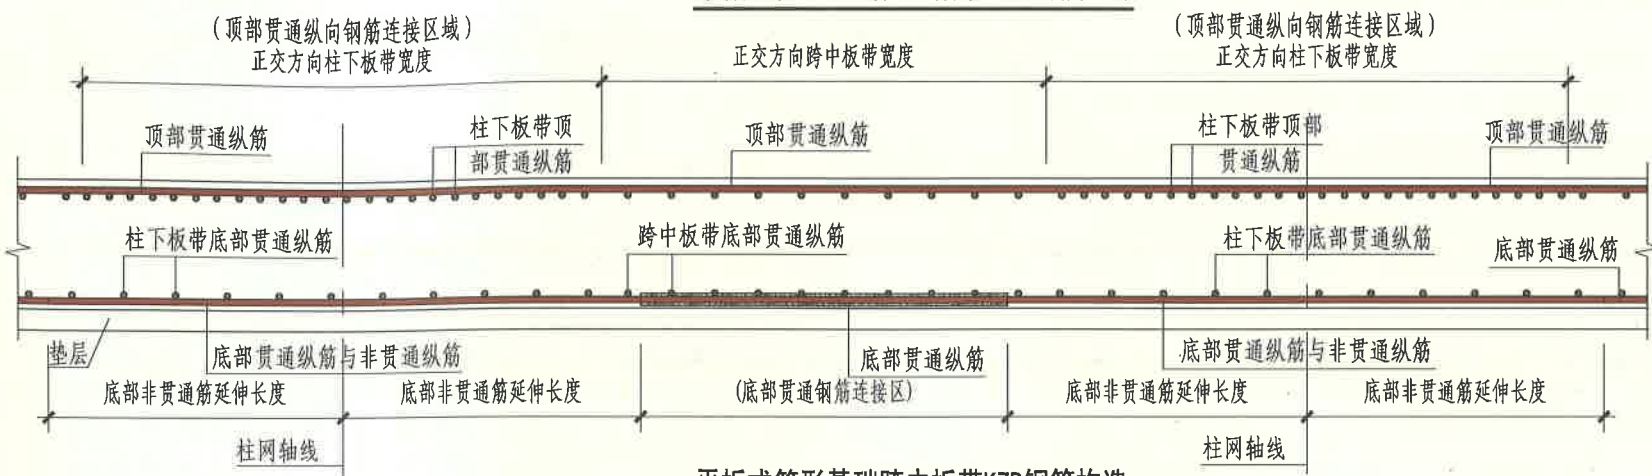 (顶部贯通纵向钢筋连接区域)
正交方向柱下板带宽度
正交方向跨中板带宽度
(顶部贯通纵向钢筋连接区域)
正交方向柱下板带宽度
顶部贯通纵筋
柱下板带顶
部贯通纵筋
顶部贯通纵筋
柱下板带顶部
贯通纵筋
顶部贯通纵筋
柱下板带底部贯通纵筋
跨中板带底部贯通纵筋
柱下板带底部贯通纵筋
底部贯通纵筋
垫层
底部贯通纵筋与非贯通纵筋
底部贯通纵筋
底部贯通纵筋与非贯通纵筋
底部非贯通筋延伸长度
底部非贯通筋延伸长度
(底部贯通钢筋连接区)
底部非贯通筋延伸长度
底部非贯通筋延伸长度
柱网轴线
柱网轴线